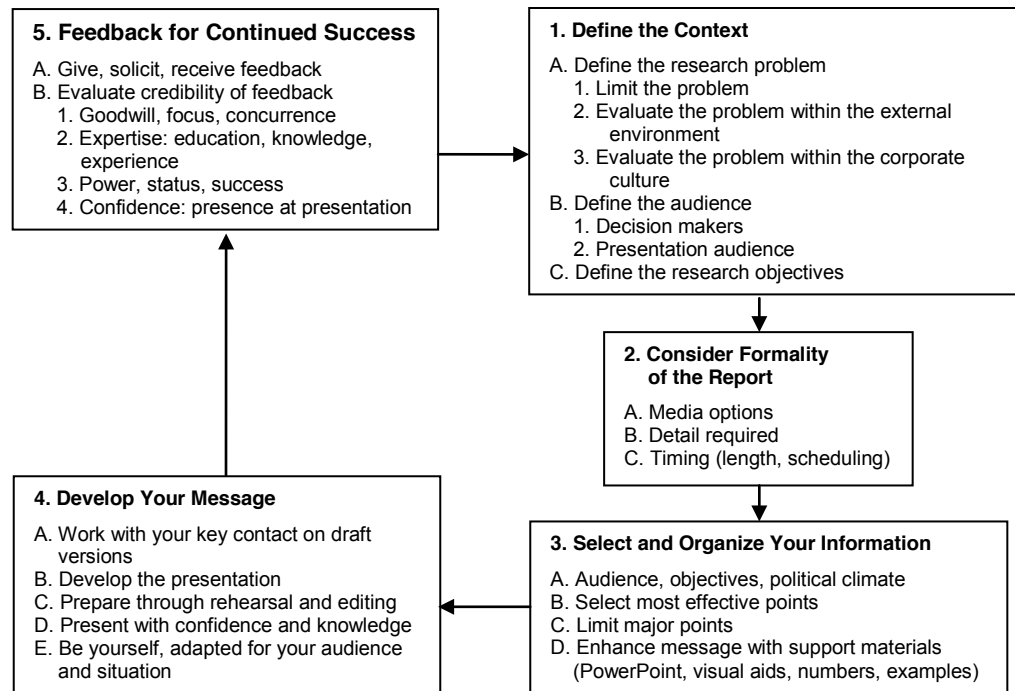 5. Feedback for Continued Success
A. Give, solicit, receive feedback
B. Evaluate credibility of feedback
1. Goodwill, focus, concurrence
2. Expertise: education, knowledge,
experience
3. Power, status, success
4. Confidence: presence at presentation
1. Define the Context
A. Define the research problem
1. Limit the problem
2. Evaluate the problem within the external
environment
3. Evaluate the problem within the corporate
culture
B. Define the audience
1. Decision makers
2. Presentation audience
C. Define the research objectives
2. Consider Formality
of the Report
A. Media options
B. Detail required
C. Timing (length, scheduling)
3. Select and Organize Your Information
A. Audience, objectives, political climate
B. Select most effective points
C. Limit major points
D. Enhance message with support materials
(PowerPoint, visual aids, numbers, examples)
4. Develop Your Message
A. Work with your key contact on draft
versions
B. Develop the presentation
C. Prepare through rehearsal and editing
D. Present with confidence and knowledge
E. Be yourself, adapted for your audience
and situation